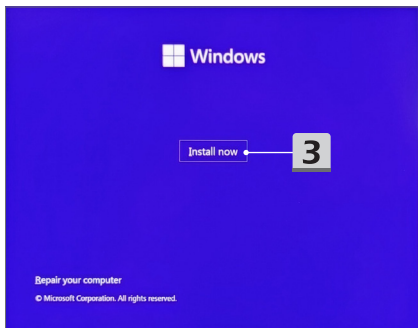 Windows
Install now
3
Repair your computer
© Microsoft Corporation. All rights reserved.